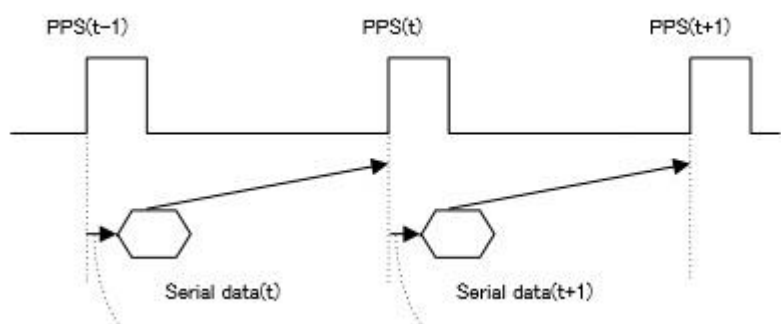 PPS(t-1)
PPS(t)
PPS(t+1)
Serial data(t)
Serial data(t+1)